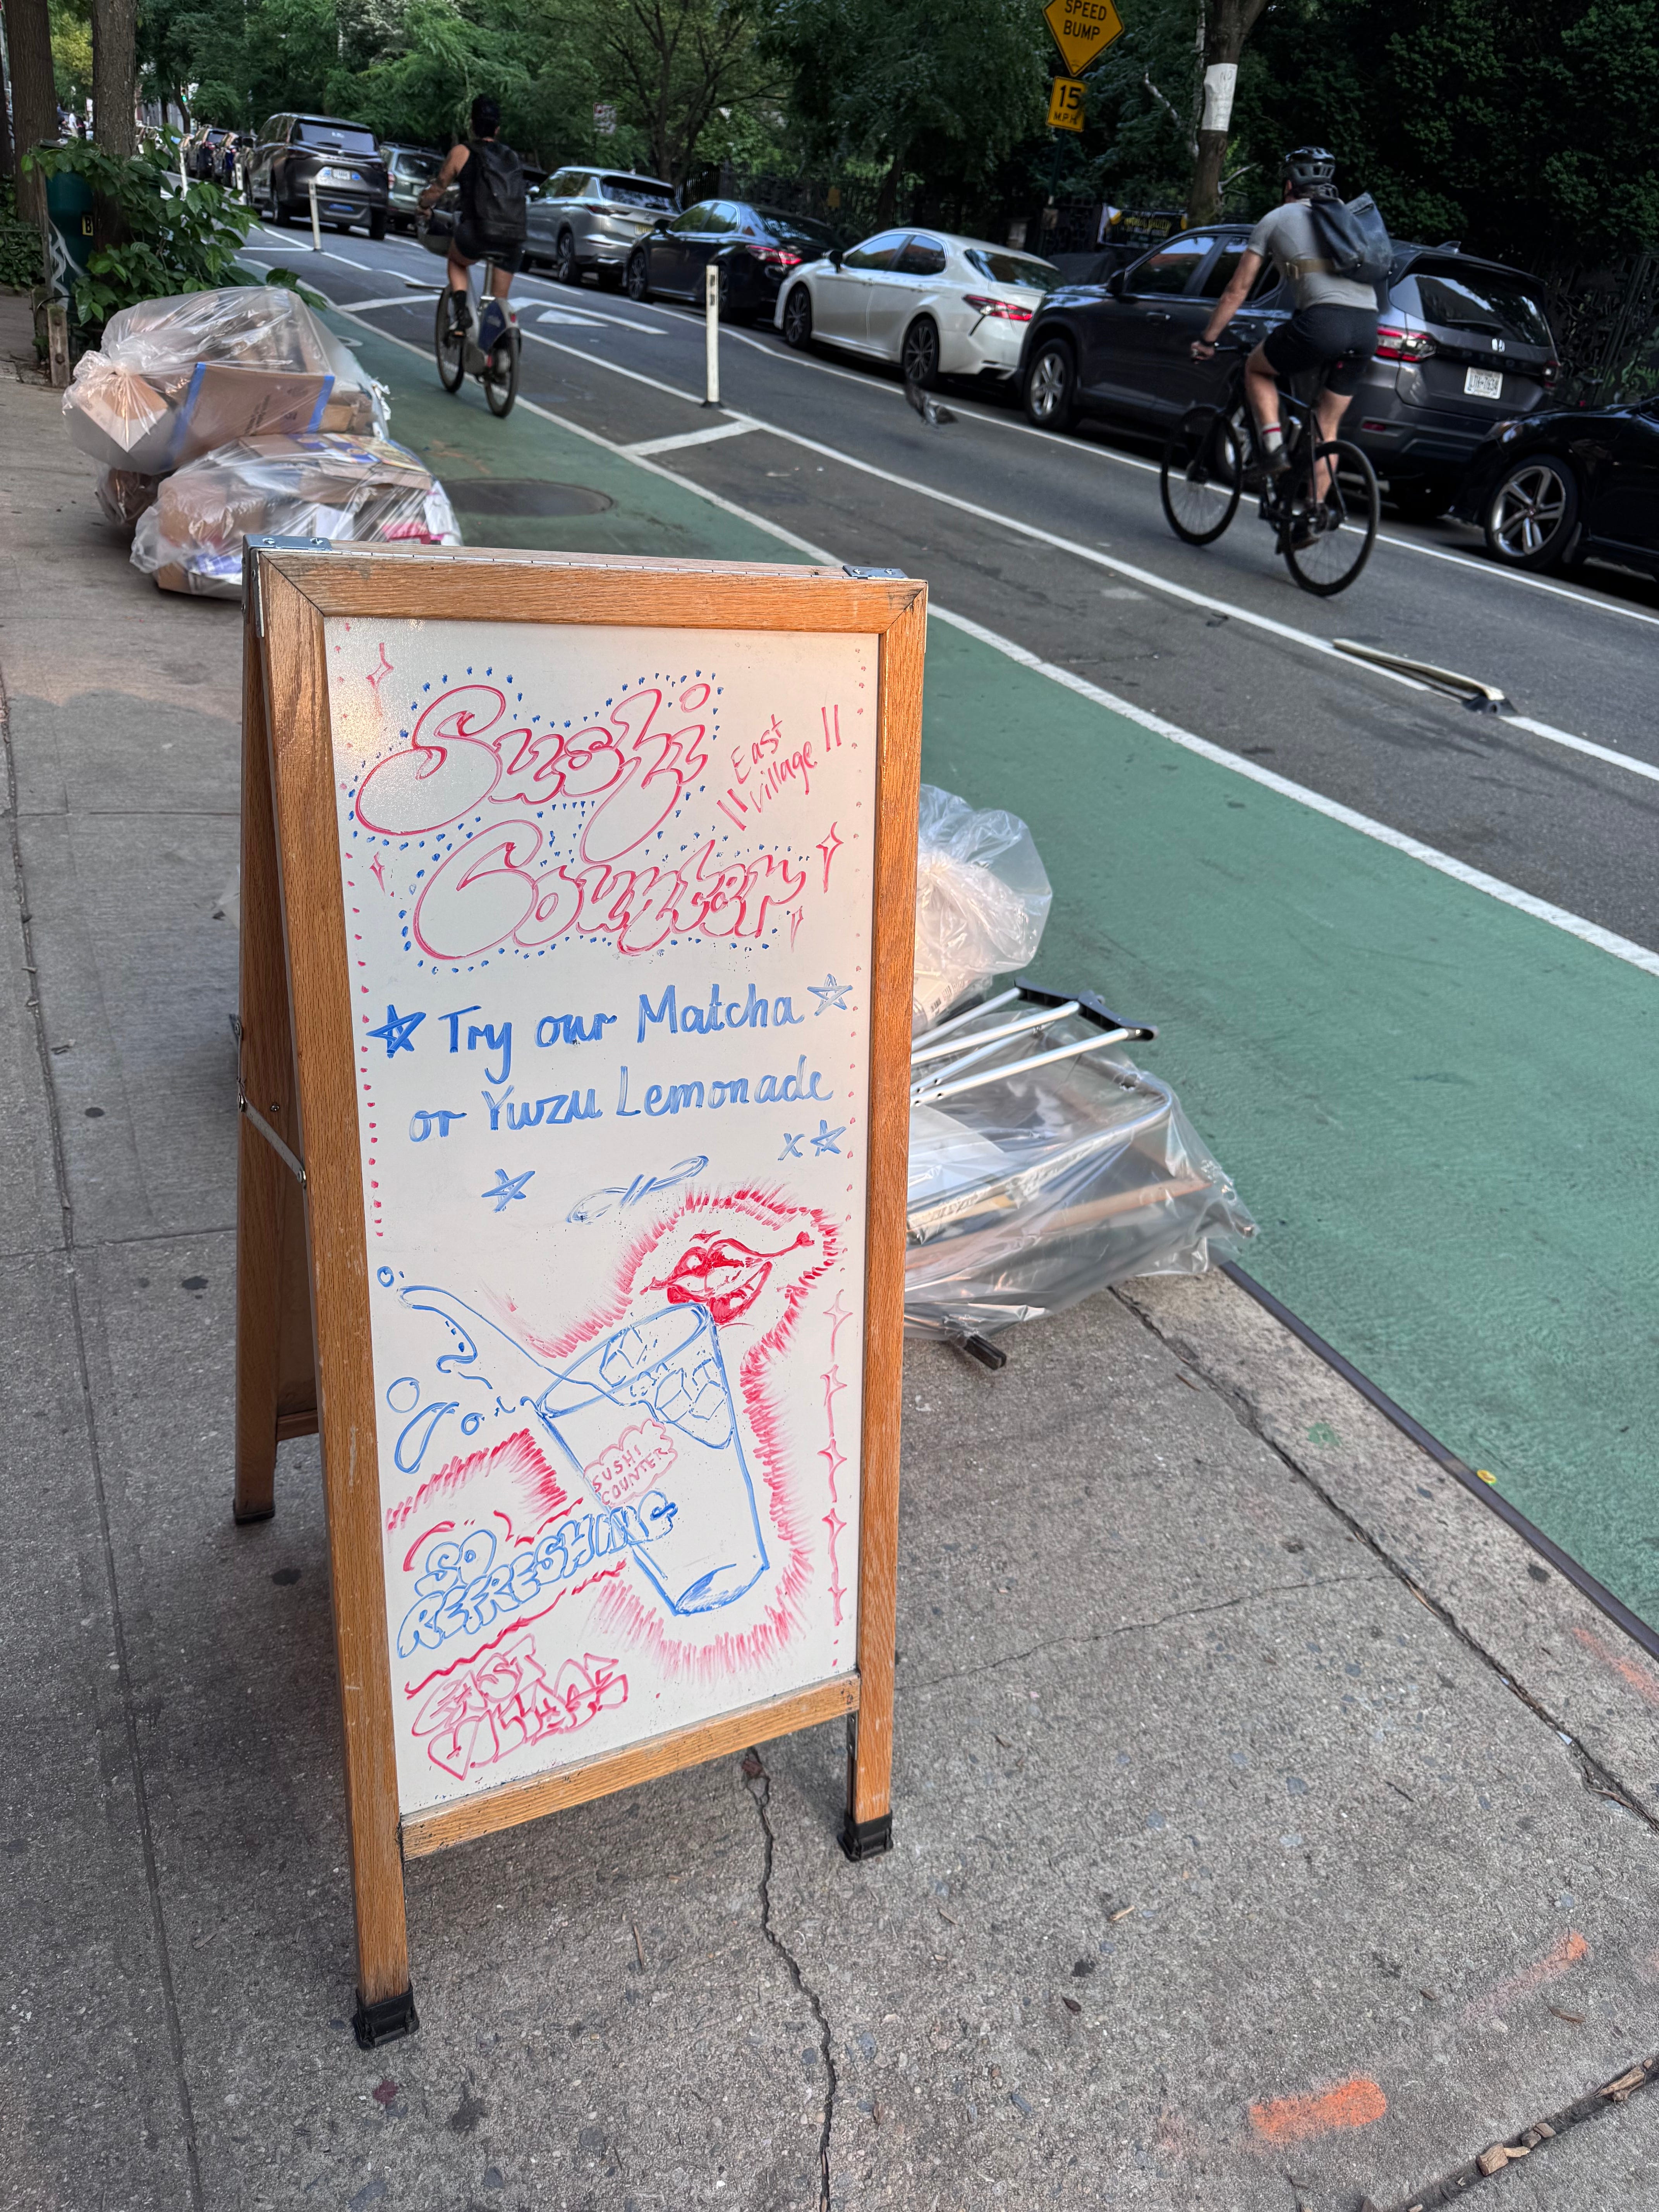 SPEED
BUMP
15
M.P.H.
Sushi
Counter
East
Village
Try our Matcha
or Yuzu Lemonade
x
SUSHI
COUNTER
SO
REFRESHING
EAST
VILLAGE